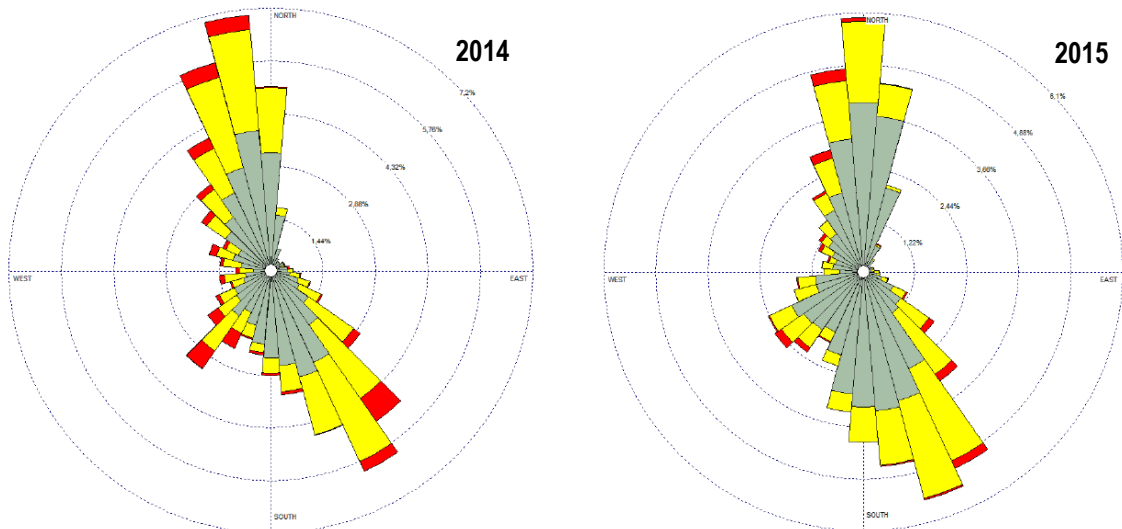 NORTH
2014
7,2%
5,76%
4,32%
2,88%
1,44%
WEST
EAST
SOUTH
NORTH
2015
6,1%
4,88%
3,66%
2,44%
1,22%
WEST
EAST
SOUTH